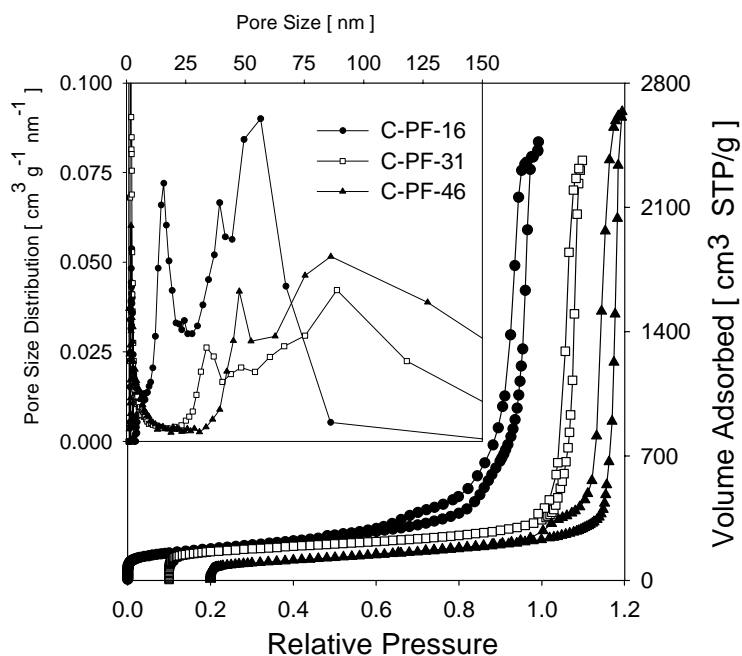 Pore Size [ nm ]
0 25 50 75 100 125 150
0.100
0.075
0.050
0.025
0.000
Pore Size Distribution [ cm³ g⁻¹ nm⁻¹ ]
C-PF-16
C-PF-31
C-PF-46
2800
2100
1400
700
0
Volume Adsorbed [ cm³ STP/g ]
0.0 0.2 0.4 0.6 0.8 1.0 1.2
Relative Pressure